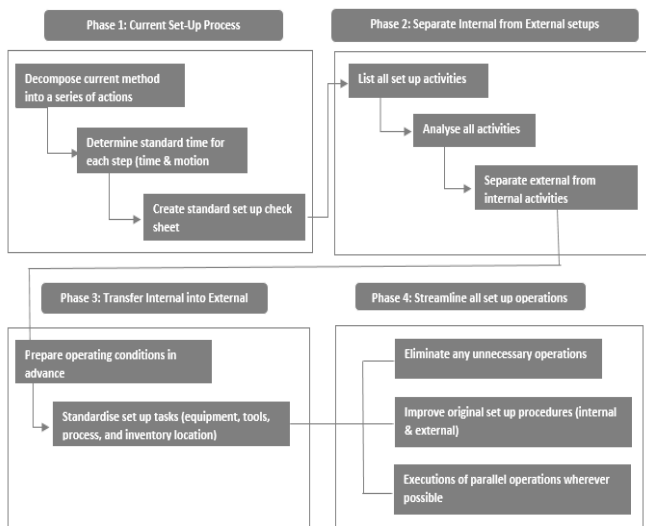 Phase 1: Current Set-Up Process
Decompose current method
into a series of actions
Determine standard time for
each step (time & motion
Create standard set up check
sheet
Phase 2: Separate Internal from External setups
List all set up activities
Analyse all activities
Separate external from
internal activities
Phase 3: Transfer Internal into External
Prepare operating conditions in
advance
Standardise set up tasks (equipment, tools,
process, and inventory location)
Phase 4: Streamline all set up operations
Eliminate any unnecessary operations
Improve original set up procedures (internal
& external)
Executions of parallel operations wherever
possible